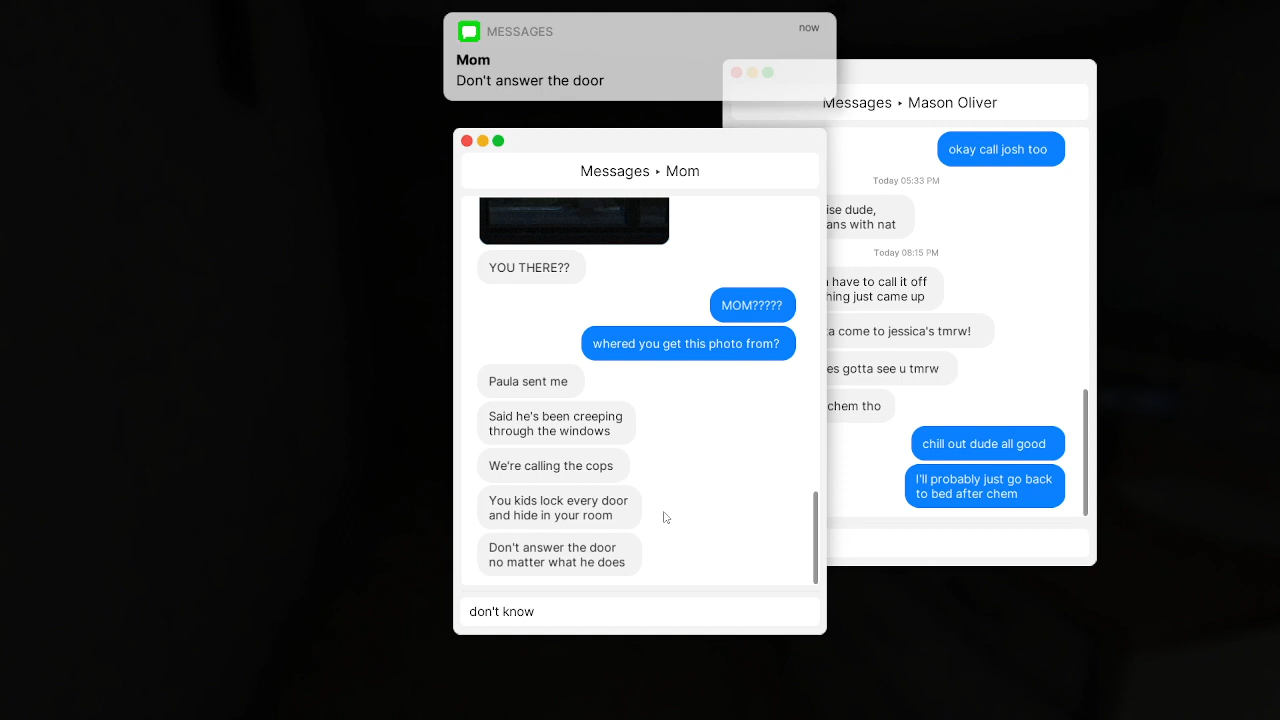 MESSAGES
now
Mom
Don't answer the door
Messages ▸ Mason Oliver
okay call josh too
Today 05:33 PM
ise dude,
ans with nat
Today 08:15 PM
have to call it off
hing just came up
a come to jessica's tmrw!
es gotta see u tmrw
chem tho
chill out dude all good
I'll probably just go back
to bed after chem
Messages ▸ Mom
YOU THERE??
MOM?????
whered you get this photo from?
Paula sent me
Said he's been creeping
through the windows
We're calling the cops
You kids lock every door
and hide in your room
Don't answer the door
no matter what he does
don't know